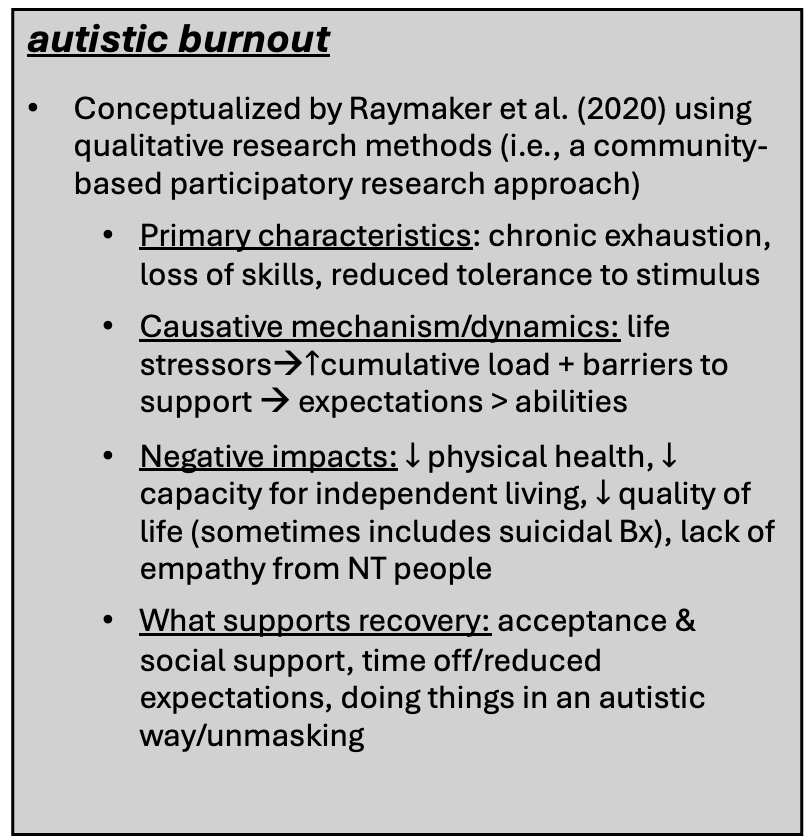 autistic burnout
• Conceptualized by Raymaker et al. (2020) using
qualitative research methods (i.e., a community-
based participatory research approach)
• Primary characteristics: chronic exhaustion,
loss of skills, reduced tolerance to stimulus
• Causative mechanism/dynamics: life
stressors→↑cumulative load + barriers to
support → expectations > abilities
• Negative impacts: ↓ physical health, ↓
capacity for independent living, ↓ quality of
life (sometimes includes suicidal Bx), lack of
empathy from NT people
• What supports recovery: acceptance &
social support, time off/reduced
expectations, doing things in an autistic
way/unmasking